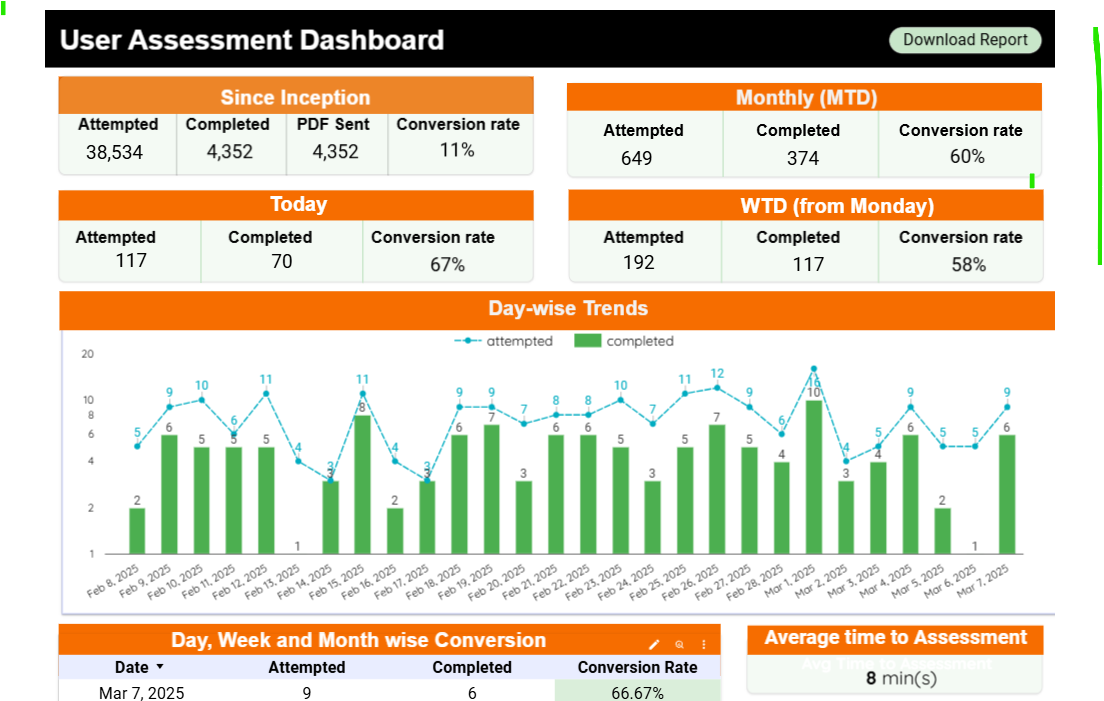 User Assessment Dashboard
Download Report
Since Inception
Attempted Completed PDF Sent Conversion rate
38,534 4,352 4,352 11%
Monthly (MTD)
Attempted Completed Conversion rate
649 374 60%
Today
Attempted Completed Conversion rate
117 70 67%
WTD (from Monday)
Attempted Completed Conversion rate
192 117 58%
Day-wise Trends
attempted completed
20
10
8
6
4
2
1
5 9 10 6 11 4 3 11 4 3 9 9 7 8 8 10 7 11 12 9 6 16 4 5 9 5 5 9
2 6 5 5 5 1 3 8 2 3 6 7 3 6 6 5 3 5 7 5 4 10 3 4 6 2 1 6
Feb 8, 2025 Feb 9, 2025 Feb 10, 2025 Feb 11, 2025 Feb 12, 2025 Feb 13, 2025 Feb 14, 2025 Feb 15, 2025 Feb 16, 2025 Feb 17, 2025 Feb 18, 2025 Feb 19, 2025 Feb 20, 2025 Feb 21, 2025 Feb 22, 2025 Feb 23, 2025 Feb 24, 2025 Feb 25, 2025 Feb 26, 2025 Feb 27, 2025 Feb 28, 2025 Mar 1, 2025 Mar 2, 2025 Mar 3, 2025 Mar 4, 2025 Mar 5, 2025 Mar 6, 2025 Mar 7, 2025
Day, Week and Month wise Conversion
Date Attempted Completed Conversion Rate
Mar 7, 2025 9 6 66.67%
Average time to Assessment
Avg Time to Assessment
8 min(s)